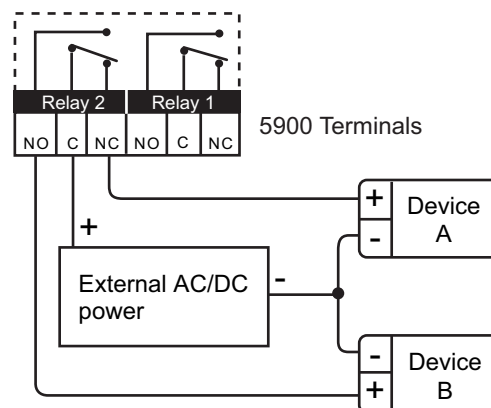 Relay 2 Relay 1
NO C NC NO C NC
5900 Terminals
+ Device
- A
+
External AC/DC -
power
- Device
+ B